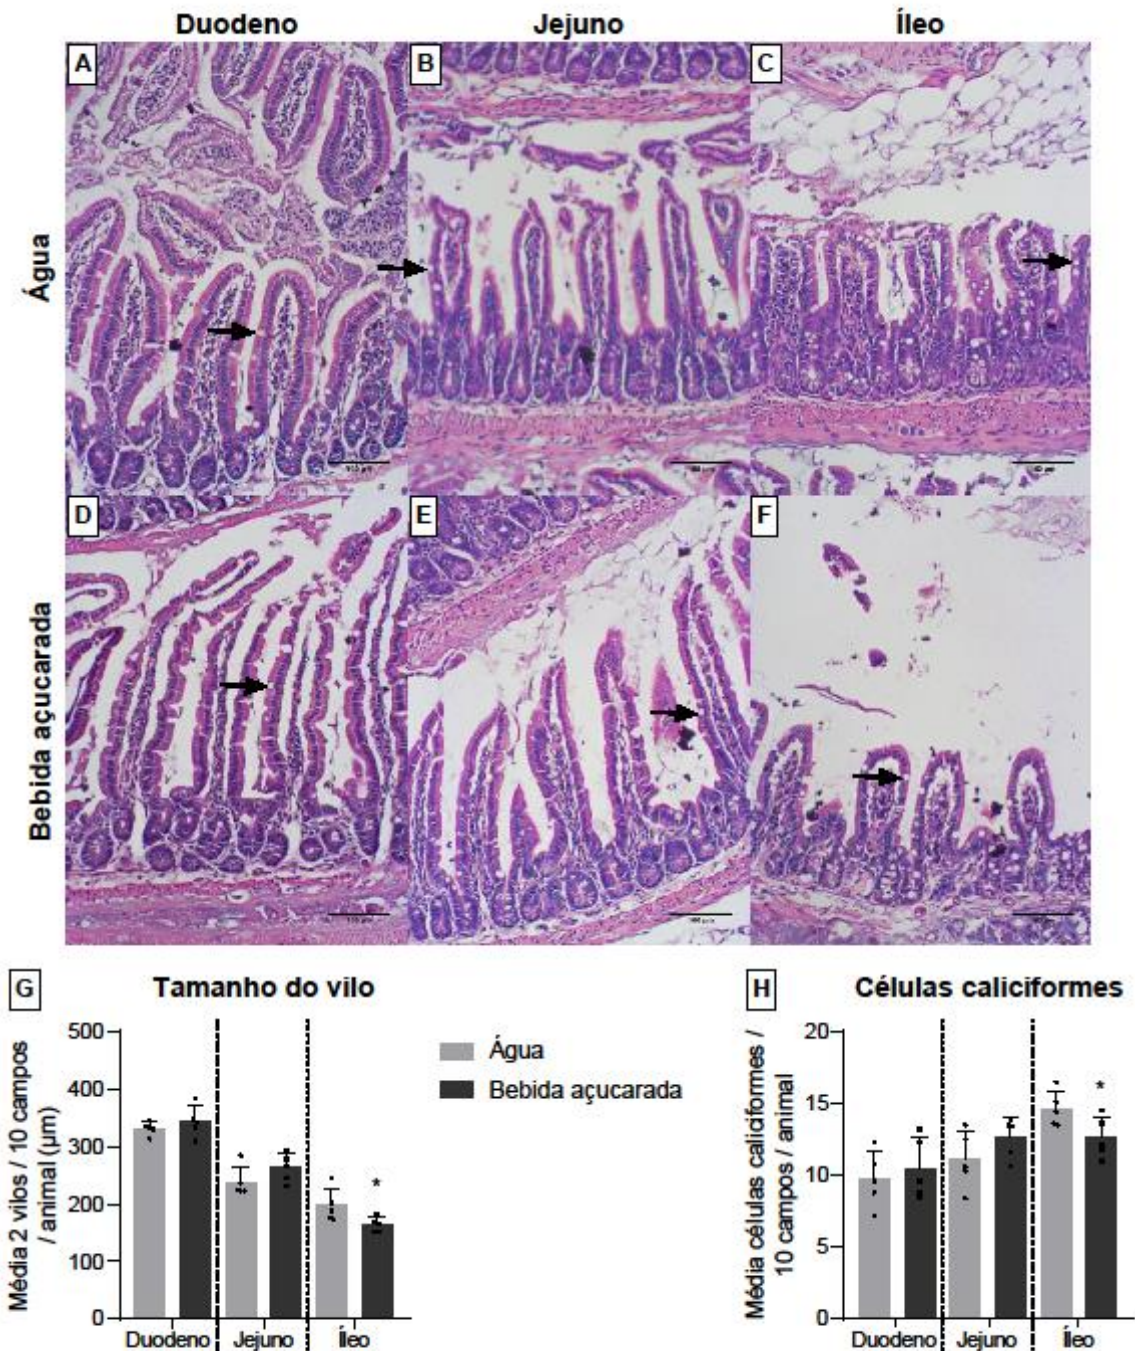 Duodeno Jejuno Íleo
A B C
Água
D E F
Bebida açucarada
G Tamanho do vilo
Média 2 vilos / 10 campos
/ animal (µm)
500
400
300
200
100
0
*
Duodeno Jejuno Íleo
Água
Bebida açucarada
H Células caliciformes
Média células caliciformes /
10 campos / animal
20
15
10
5
0
*
Duodeno Jejuno Íleo